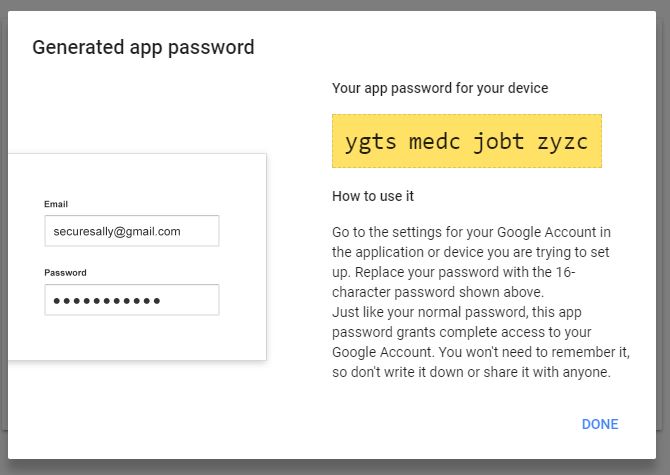 Generated app password
Your app password for your device
ygts medc jobt zyzc
How to use it
Email
securesally@gmail.com
Password
Go to the settings for your Google Account in
the application or device you are trying to set
up. Replace your password with the 16-
character password shown above.
Just like your normal password, this app
password grants complete access to your
Google Account. You won't need to remember it,
so don't write it down or share it with anyone.
DONE